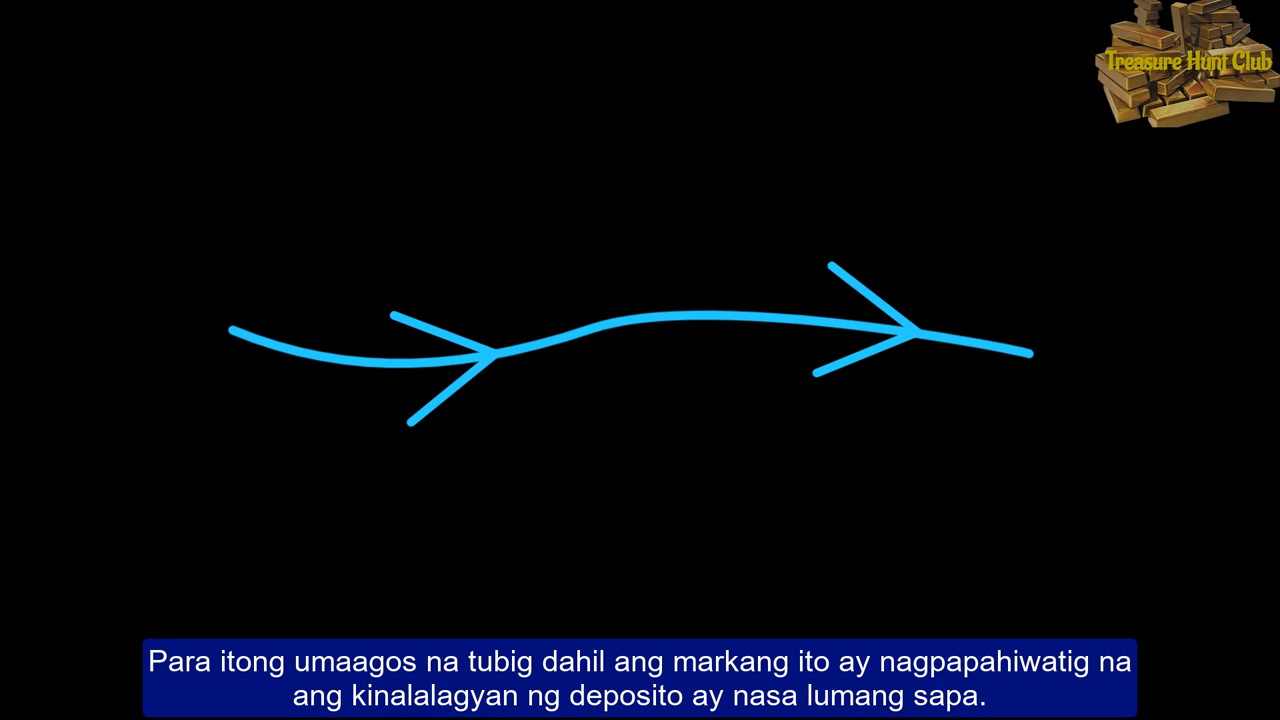 Treasure Hunt Club
Para itong umaagos na tubig dahil ang markang ito ay nagpapahiwatig na
ang kinalalagyan ng deposito ay nasa lumang sapa.